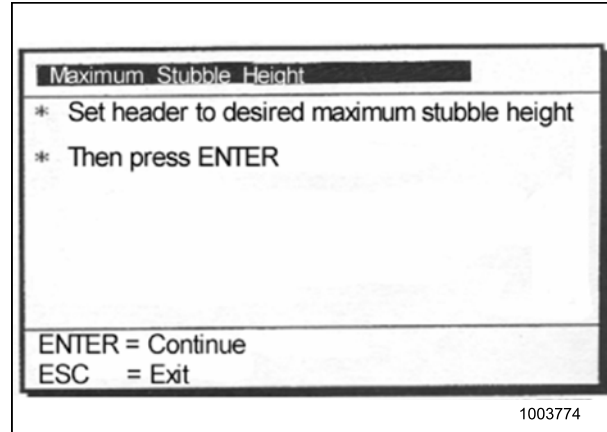 Maximum Stubble Height
* Set header to desired maximum stubble height
* Then press ENTER
ENTER = Continue
ESC = Exit
1003774